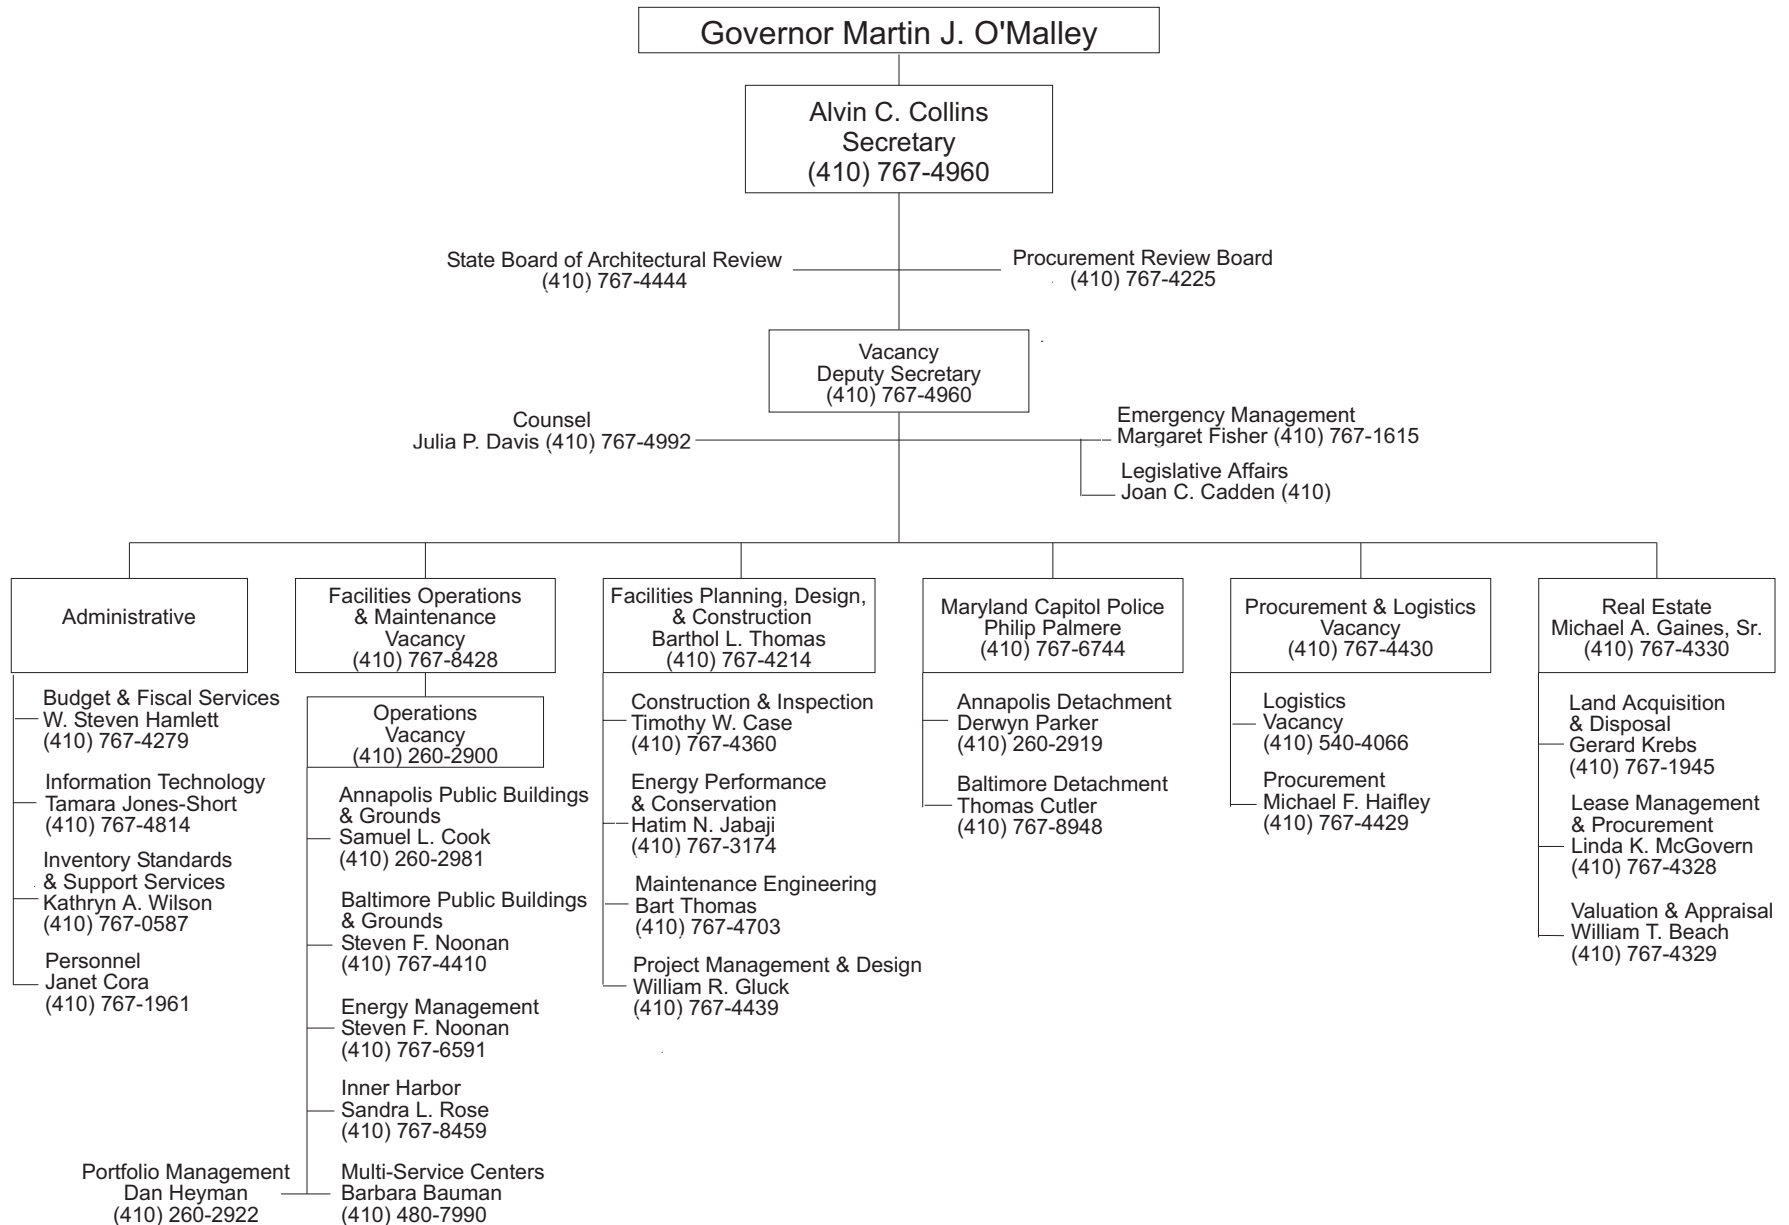 Governor Martin J. O'Malley
Alvin C. Collins
Secretary
(410) 767-4960
State Board of Architectural Review
(410) 767-4444
Procurement Review Board
(410) 767-4225
Vacancy
Deputy Secretary
(410) 767-4960
Counsel
Julia P. Davis (410) 767-4992
Emergency Management
Margaret Fisher (410) 767-1615
Legislative Affairs
Joan C. Cadden (410)
Administrative
Budget & Fiscal Services
W. Steven Hamlett
(410) 767-4279
Information Technology
Tamara Jones-Short
(410) 767-4814
Inventory Standards
& Support Services
Kathryn A. Wilson
(410) 767-0587
Personnel
Janet Cora
(410) 767-1961
Facilities Operations
& Maintenance
Vacancy
(410) 767-8428
Operations
Vacancy
(410) 260-2900
Annapolis Public Buildings
& Grounds
Samuel L. Cook
(410) 260-2981
Baltimore Public Buildings
& Grounds
Steven F. Noonan
(410) 767-4410
Energy Management
Steven F. Noonan
(410) 767-6591
Inner Harbor
Sandra L. Rose
(410) 767-8459
Portfolio Management
Dan Heyman
(410) 260-2922
Multi-Service Centers
Barbara Bauman
(410) 480-7990
Facilities Planning, Design,
& Construction
Barthol L. Thomas
(410) 767-4214
Construction & Inspection
Timothy W. Case
(410) 767-4360
Energy Performance
& Conservation
Hatim N. Jabaji
(410) 767-3174
Maintenance Engineering
Bart Thomas
(410) 767-4703
Project Management & Design
William R. Gluck
(410) 767-4439
Maryland Capitol Police
Philip Palmere
(410) 767-6744
Annapolis Detachment
Derwyn Parker
(410) 260-2919
Baltimore Detachment
Thomas Cutler
(410) 767-8948
Procurement & Logistics
Vacancy
(410) 767-4430
Logistics
Vacancy
(410) 540-4066
Procurement
Michael F. Haifley
(410) 767-4429
Real Estate
Michael A. Gaines, Sr.
(410) 767-4330
Land Acquisition
& Disposal
Gerard Krebs
(410) 767-1945
Lease Management
& Procurement
Linda K. McGovern
(410) 767-4328
Valuation & Appraisal
William T. Beach
(410) 767-4329